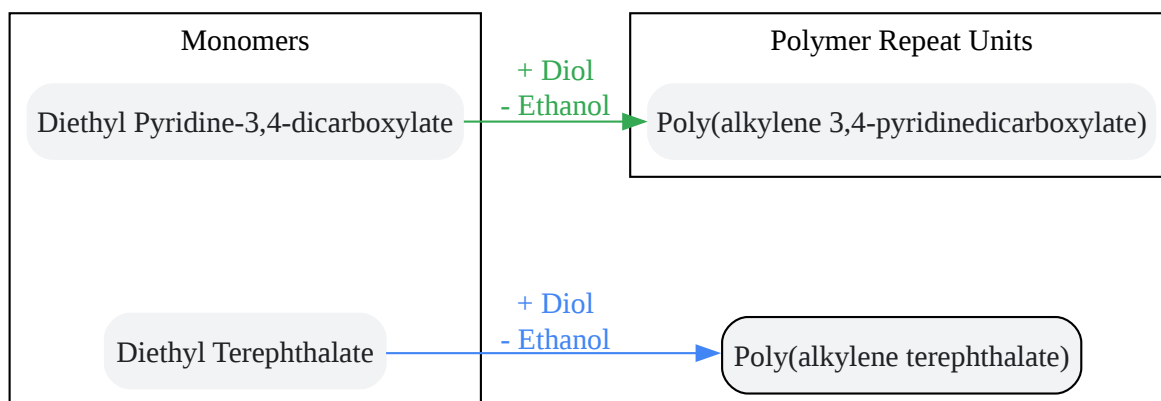 Monomers
Polymer Repeat Units
+ Diol
- Ethanol
Diethyl Pyridine-3,4-dicarboxylate
Poly(alkylene 3,4-pyridinedicarboxylate)
+ Diol
- Ethanol
Diethyl Terephthalate
Poly(alkylene terephthalate)